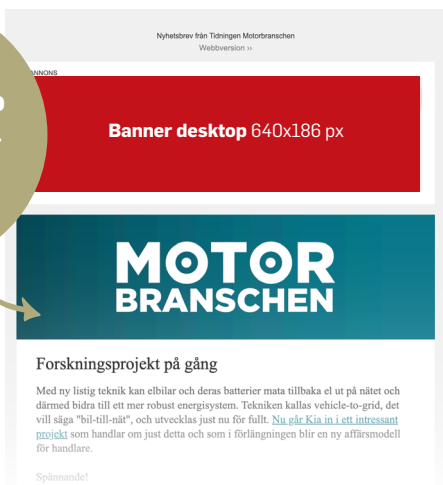 Nyhetsbrev från Tidningen Motorbranschen
Webbversion ››
ANNONS
Banner desktop 640x186 px
MOTOR
BRANSCHEN
Forskningsprojekt på gång
Med ny listig teknik kan elbilar och deras batterier mata tillbaka el ut på nätet och
därmed bidra till ett mer robust energisystem. Tekniken kallas vehicle-to-grid, det
vill säga "bil-till-nät", och utvecklas just nu för fullt. Nu går Kia in i ett intressant
projekt som handlar om just detta och som i förlängningen blir en ny affärsmodell
för handlare.
Spännande!